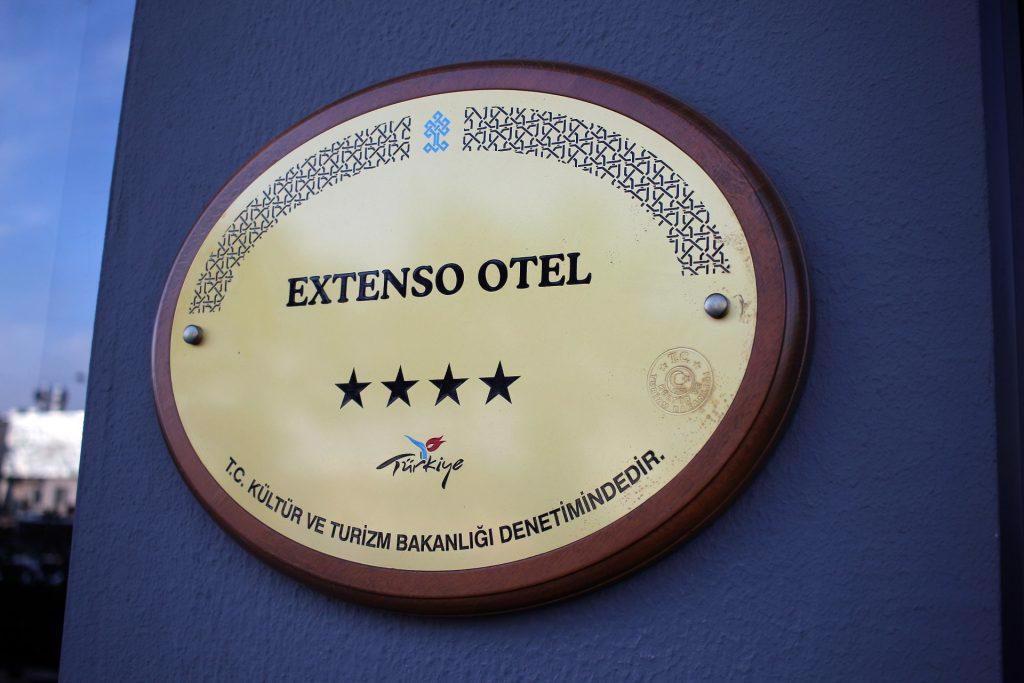 EXTENSO OTEL
Türkiye
T.C.
T.C. KÜLTÜR VE TURİZM BAKANLIĞI DENETİMİNDEDİR.